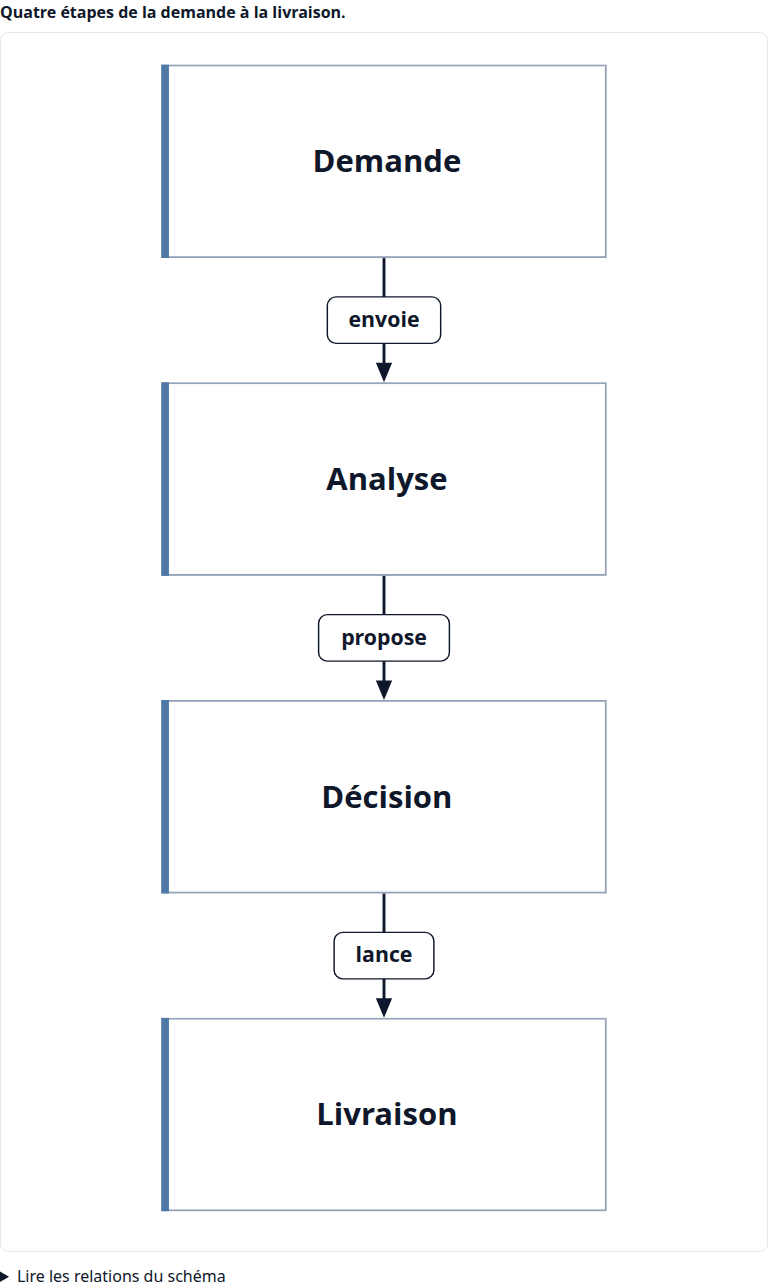 Quatre étapes de la demande à la livraison.
Demande
envoie
Analyse
propose
Décision
lance
Livraison
Lire les relations du schéma